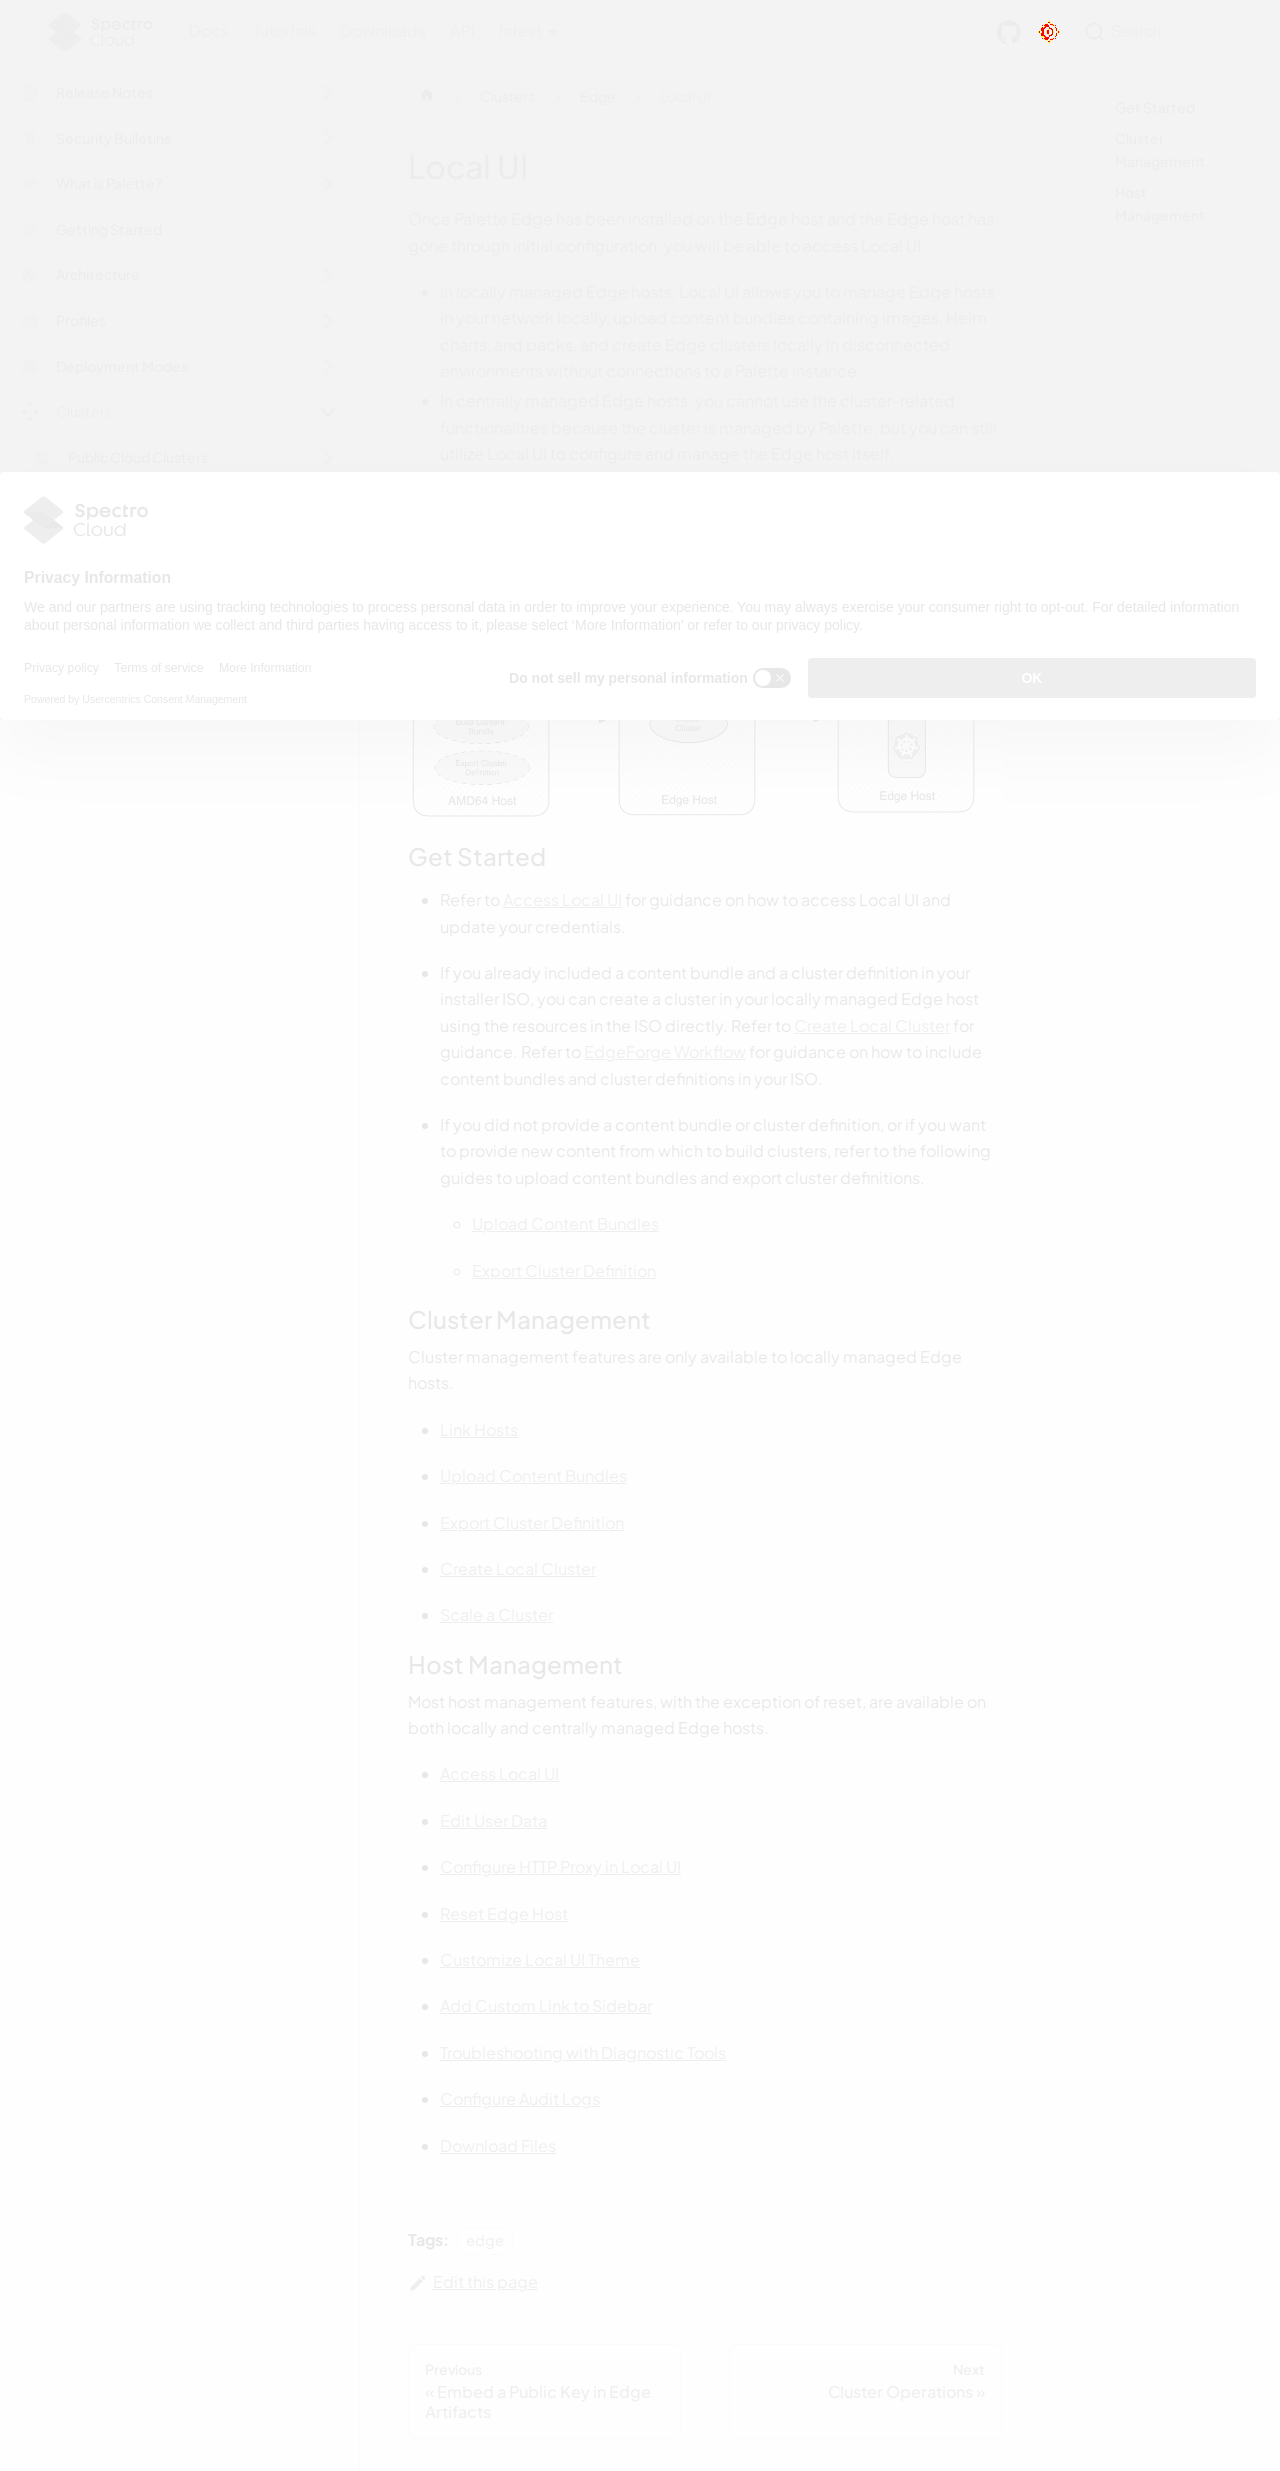 Spectro
Cloud
Docs
Tutorials
Downloads
API
latest
Search
Release Notes
Security Bulletins
What is Palette?
Getting Started
Architecture
Profiles
Deployment Modes
Clusters
Public Cloud Clusters
Clusters
Edge
Local UI
Local UI
Once Palette Edge has been installed on the Edge host and the Edge host has
gone through initial configuration, you will be able to access Local UI.
In locally managed Edge hosts, Local UI allows you to manage Edge hosts
in your network locally, upload content bundles containing images, Helm
charts, and packs, and create Edge clusters locally in disconnected
environments without connections to a Palette instance.
In centrally managed Edge hosts, you cannot use the cluster-related
functionalities because the cluster is managed by Palette, but you can still
utilize Local UI to configure and manage the Edge host itself.
Get Started
Cluster
Management
Host
Management
Spectro
Cloud
Privacy Information
We and our partners are using tracking technologies to process personal data in order to improve your experience. You may always exercise your consumer right to opt-out. For detailed information
about personal information we collect and third parties having access to it, please select 'More Information' or refer to our privacy policy.
Privacy policy
Terms of service
More Information
Do not sell my personal information
OK
Powered by Usercentrics Consent Management
Build Content
Bundle
Export Cluster
Definition
AMD64 Host
Cluster
Edge Host
Edge Host
Get Started
Refer to Access Local UI for guidance on how to access Local UI and
update your credentials.
If you already included a content bundle and a cluster definition in your
installer ISO, you can create a cluster in your locally managed Edge host
using the resources in the ISO directly. Refer to Create Local Cluster for
guidance. Refer to EdgeForge Workflow for guidance on how to include
content bundles and cluster definitions in your ISO.
If you did not provide a content bundle or cluster definition, or if you want
to provide new content from which to build clusters, refer to the following
guides to upload content bundles and export cluster definitions.
Upload Content Bundles
Export Cluster Definition
Cluster Management
Cluster management features are only available to locally managed Edge
hosts.
Link Hosts
Upload Content Bundles
Export Cluster Definition
Create Local Cluster
Scale a Cluster
Host Management
Most host management features, with the exception of reset, are available on
both locally and centrally managed Edge hosts.
Access Local UI
Edit User Data
Configure HTTP Proxy in Local UI
Reset Edge Host
Customize Local UI Theme
Add Custom Link to Sidebar
Troubleshooting with Diagnostic Tools
Configure Audit Logs
Download Files
Tags: edge
Edit this page
Previous
« Embed a Public Key in Edge
Artifacts
Next
Cluster Operations »